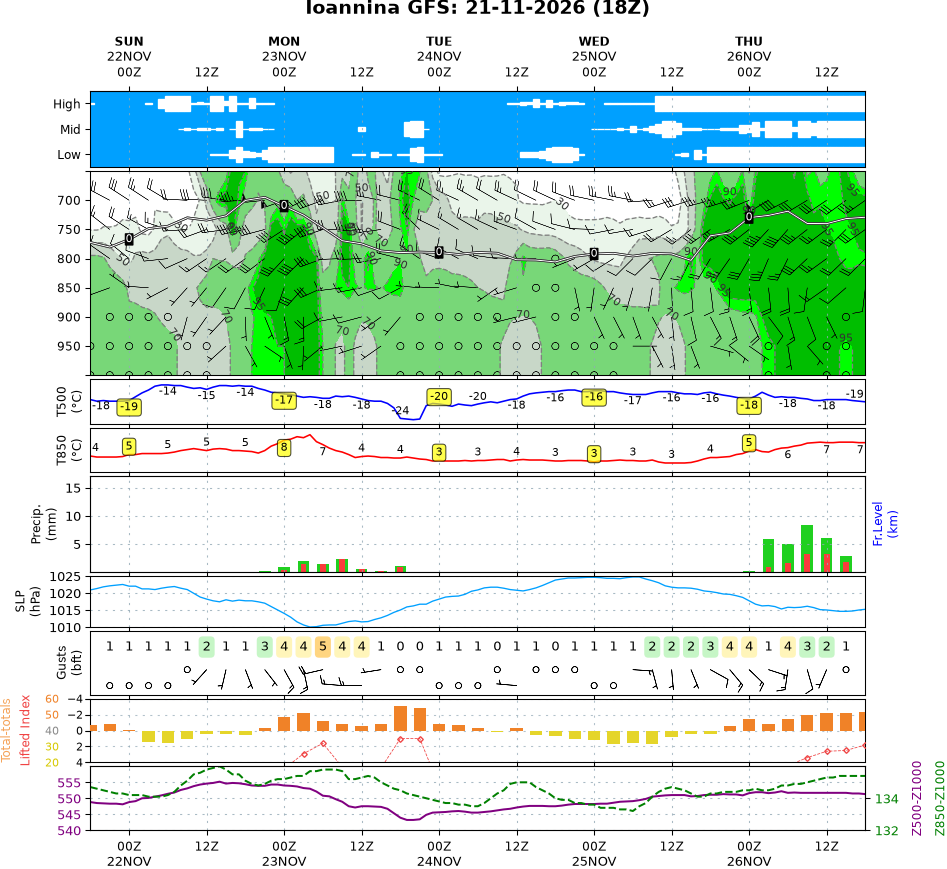 Ioannina GFS: 21-11-2026 (18Z)
SUN MON TUE WED THU
22NOV 23NOV 24NOV 25NOV 26NOV
00Z 12Z 00Z 12Z 00Z 12Z 00Z 12Z 00Z 12Z
High
Mid
Low
700
750
800
850
900
950
0 0 0 0 0
50 50 50 50 30 90 95
50 90 90 90 95
70 70 70 70 70 95
T500
(°C)
-18 -19 -14 -15 -14 -17 -18 -18 -24 -20 -20 -18 -16 -16 -17 -16 -17 -18 -18 -18 -19
T850
(°C)
4 5 5 5 5 8 7 4 4 3 3 4 3 3 3 3 4 5 6 7 7
Precip.
(mm)
15
10
5
Fr.Level
(km)
SLP
(hPa)
1025
1020
1015
1010
Gusts
(bft)
1 1 1 1 1 2 1 1 3 4 4 5 4 4 1 0 0 1 1 1 0 1 1 0 1 1 1 1 2 2 2 3 4 4 1 4 3 2 1
Total-totals
Lifted Index
60 −4
50 −2
40 0
30 2
20 4
555
550
545
540
134
132
Z500-Z1000
Z850-Z1000
00Z 12Z 00Z 12Z 00Z 12Z 00Z 12Z 00Z 12Z
22NOV 23NOV 24NOV 25NOV 26NOV